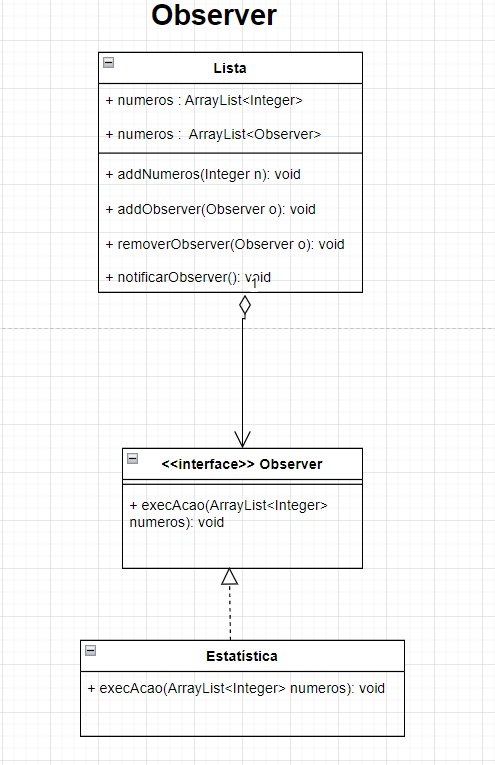 Observer
Lista
+ numeros : ArrayList<Integer>
+ numeros :  ArrayList<Observer>
+ addNumeros(Integer n): void
+ addObserver(Observer o): void
+ removerObserver(Observer o): void
+ notificarObserver(): void
1
<<interface>> Observer
+ execAcao(ArrayList<Integer>
numeros): void
Estatística
+ execAcao(ArrayList<Integer> numeros): void